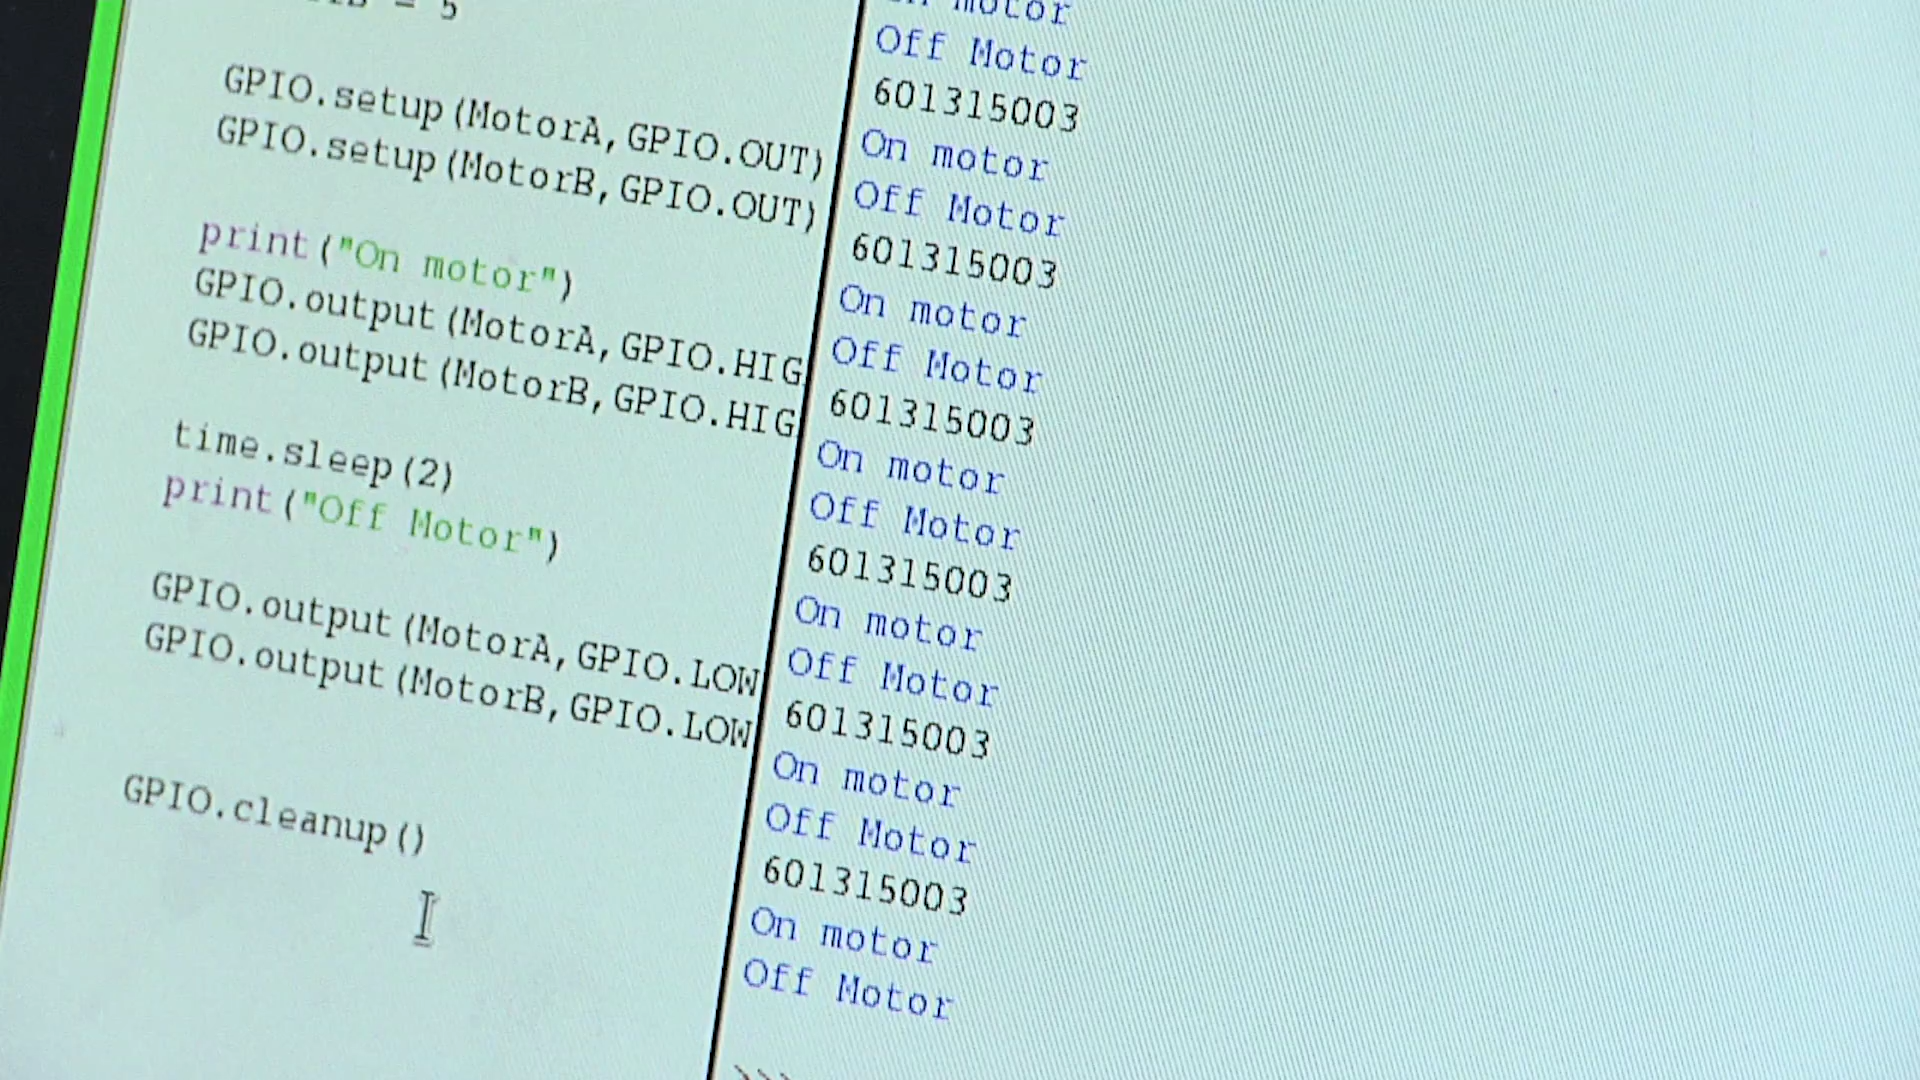 = 5
GPIO.setup(MotorA,GPIO.OUT)
GPIO.setup(MotorB,GPIO.OUT)
print("On motor")
GPIO.output(MotorA,GPIO.HIG
GPIO.output(MotorB,GPIO.HIG
time.sleep(2)
print("Off Motor")
GPIO.output(MotorA,GPIO.LOW
GPIO.output(MotorB,GPIO.LOW
GPIO.cleanup()
motor
Off Motor
601315003
On motor
Off Motor
601315003
On motor
Off Motor
601315003
On motor
Off Motor
601315003
On motor
Off Motor
601315003
On motor
Off Motor
601315003
On motor
Off Motor
>>>